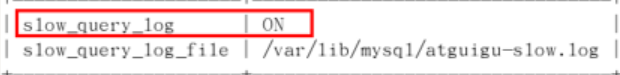 | slow_query_log | ON |
| slow_query_log_file | /var/lib/mysql/atguigu-slow.log |